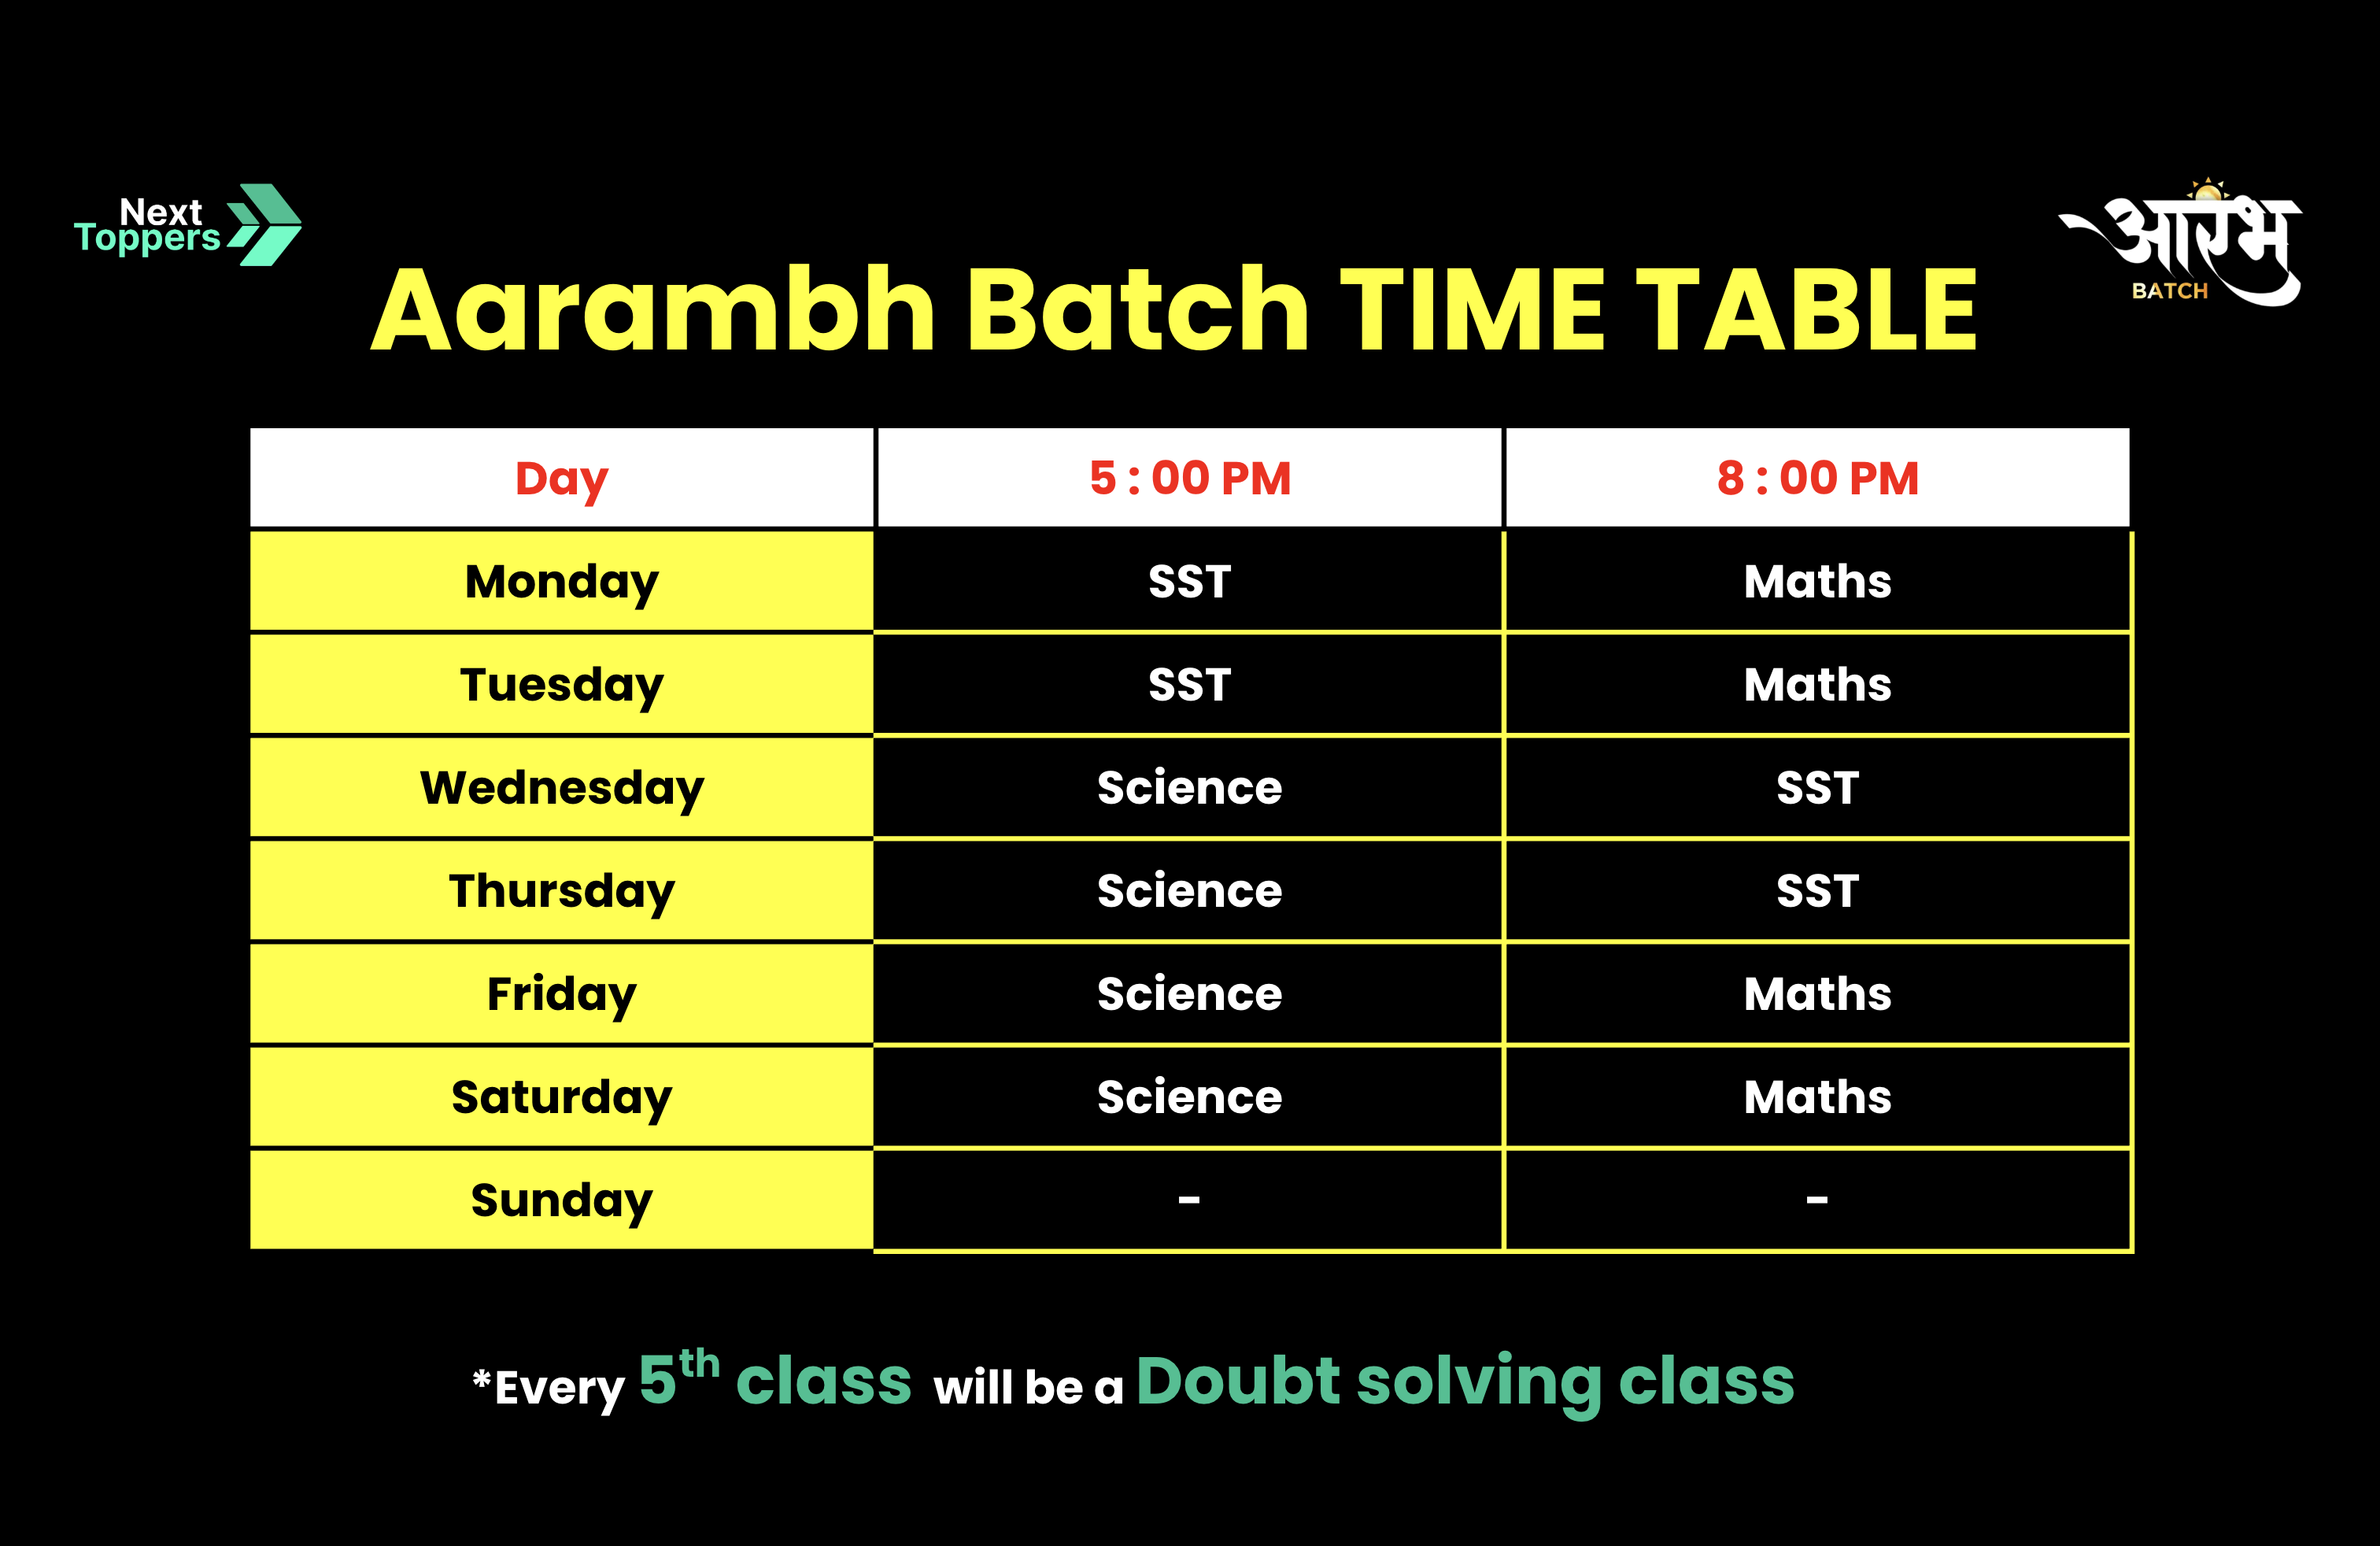 Next
Toppers
आरंभ
BATCH
Aarambh Batch TIME TABLE
Day 5 : 00 PM 8 : 00 PM
Monday SST Maths
Tuesday SST Maths
Wednesday Science SST
Thursday Science SST
Friday Science Maths
Saturday Science Maths
Sunday - -
*Every 5th class will be a Doubt solving class